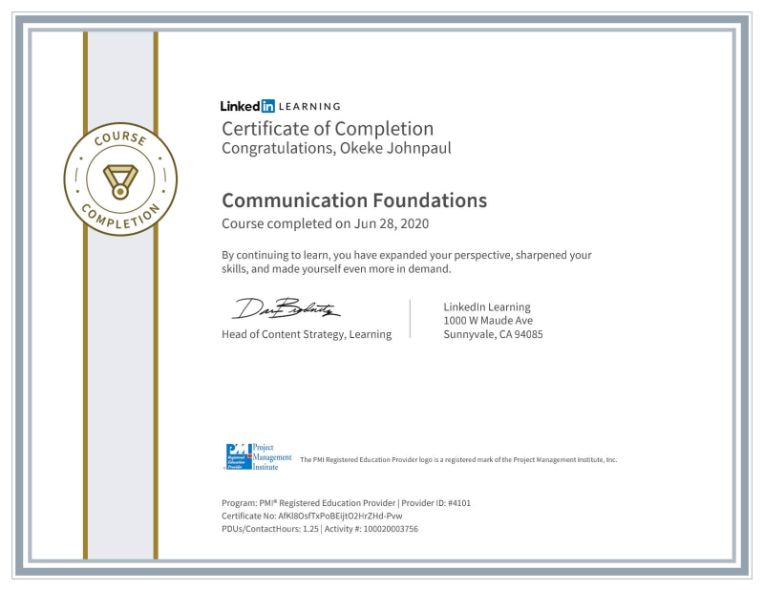 COURSE
COMPLETION
Linked in LEARNING
Certificate of Completion
Congratulations, Okeke Johnpaul
Communication Foundations
Course completed on Jun 28, 2020
By continuing to learn, you have expanded your perspective, sharpened your
skills, and made yourself even more in demand.
Head of Content Strategy, Learning
LinkedIn Learning
1000 W Maude Ave
Sunnyvale, CA 94085
PMI
Registered
Education
Provider
Project
Management
Institute
The PMI Registered Education Provider logo is a registered mark of the Project Management Institute, Inc.
Program: PMI® Registered Education Provider | Provider ID: #4101
Certificate No: AfKl8OsfTxPoBEijtO2HrZHd-Pvw
PDUs/ContactHours: 1.25 | Activity #: 100020003756